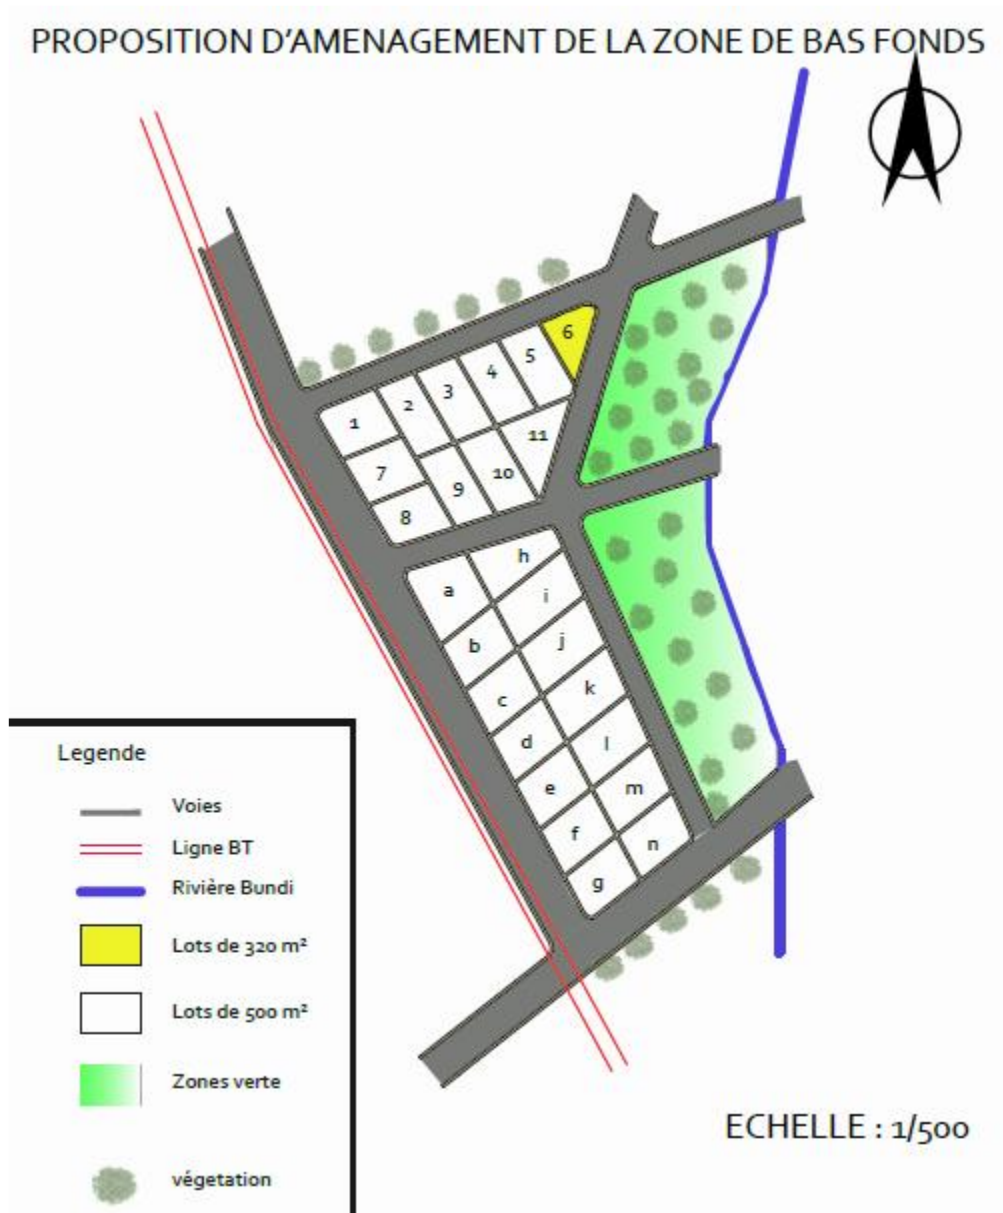 PROPOSITION D'AMENAGEMENT DE LA ZONE DE BAS FONDS
6
5
4
3
2
1
11
10
9
7
8
h
a
i
b
j
c
k
d
l
e
m
f
n
g
Legende
Voies
Ligne BT
Rivière Bundi
Lots de 320 m²
Lots de 500 m²
Zones verte
végetation
ECHELLE : 1/500